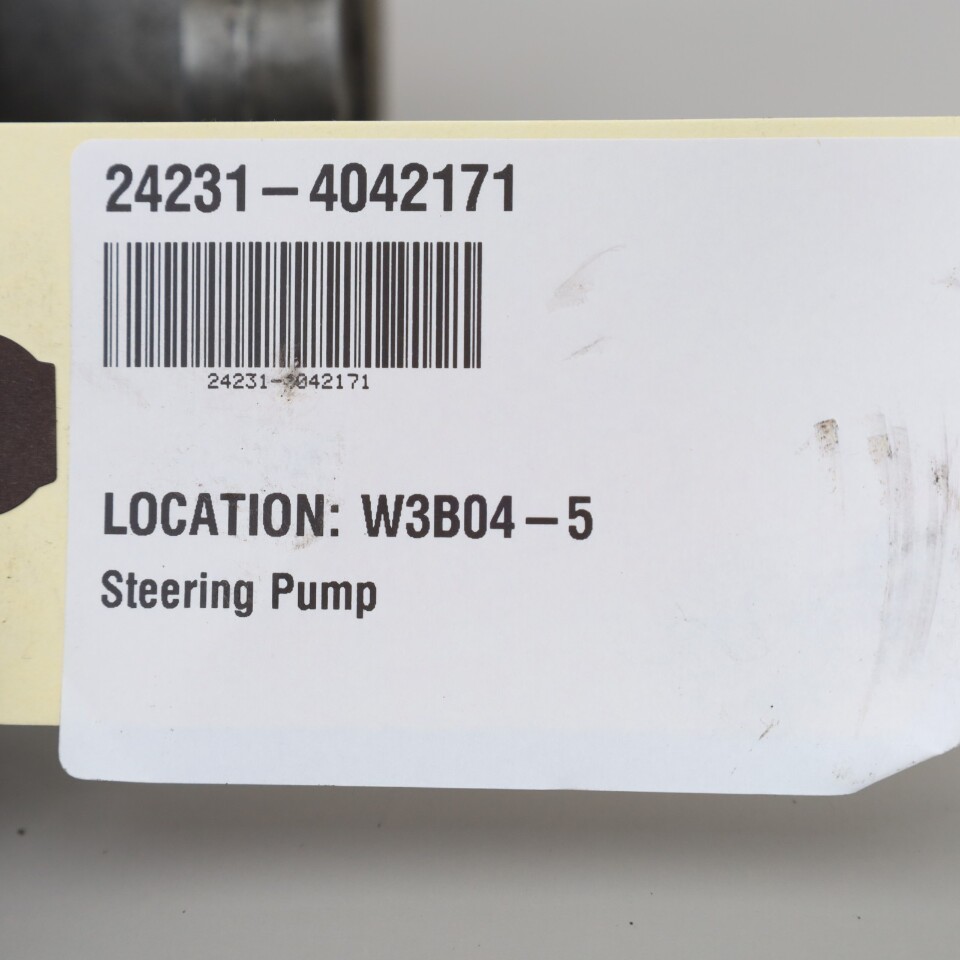 24231-4042171
24231-4042171
LOCATION: W3B04-5
Steering Pump